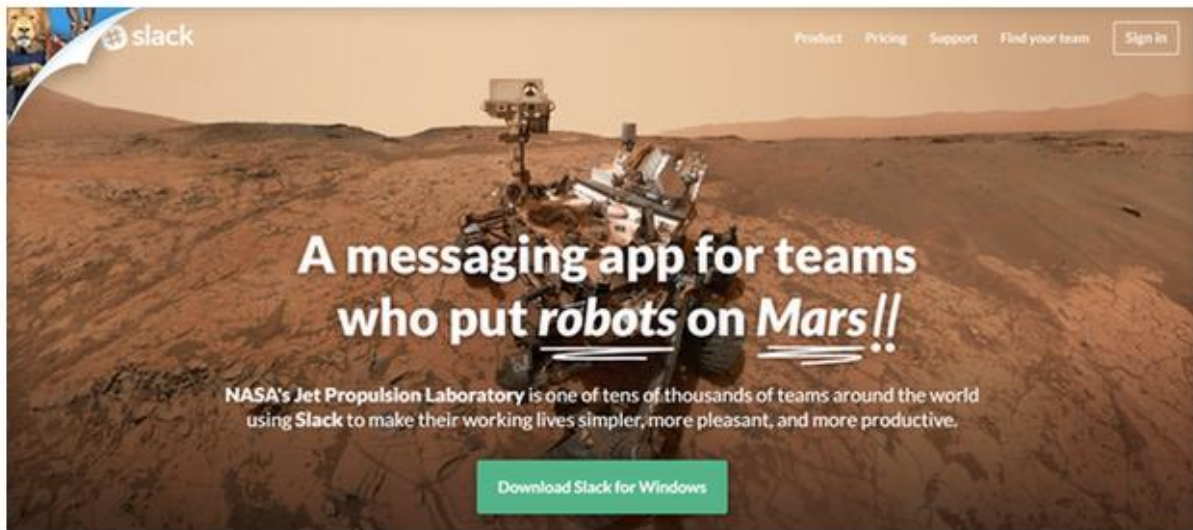 slack
Product Pricing Support Find your team Sign in
A messaging app for teams
who put robots on Mars!!
NASA's Jet Propulsion Laboratory is one of tens of thousands of teams around the world
using Slack to make their working lives simpler, more pleasant, and more productive.
Download Slack for Windows